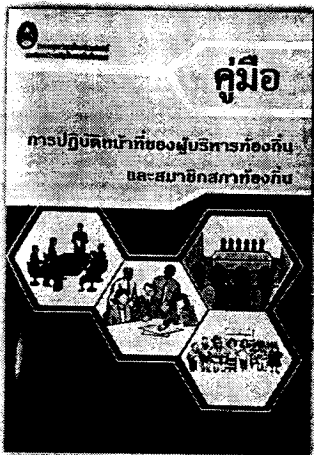 คู่มือ
การปฏิบัติหน้าที่ของผู้บริหารท้องถิ่น
และสมาชิกสภาท้องถิ่น